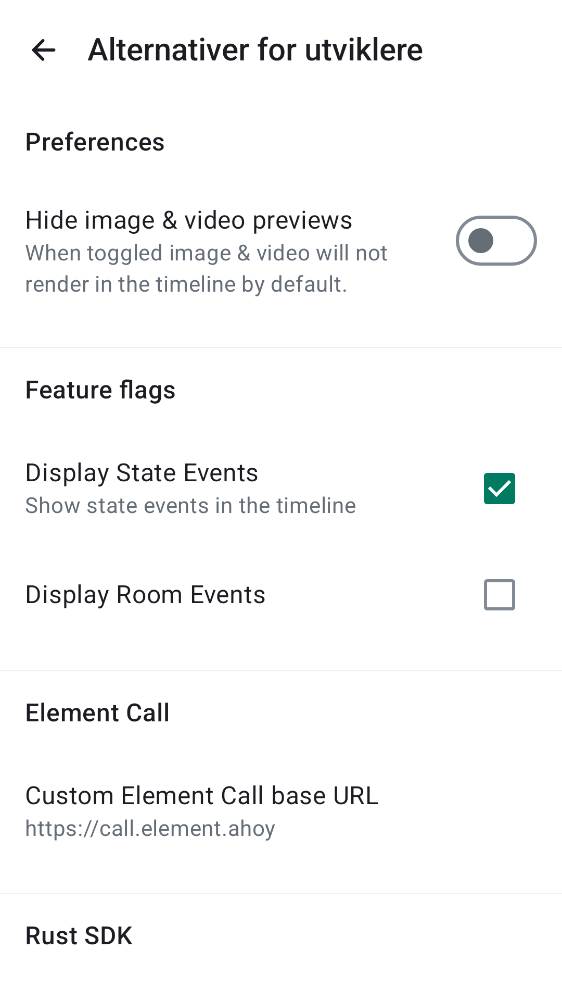 Alternativer for utviklere
Preferences
Hide image & video previews
When toggled image & video will not
render in the timeline by default.
Feature flags
Display State Events
Show state events in the timeline
Display Room Events
Element Call
Custom Element Call base URL
https://call.element.ahoy
Rust SDK